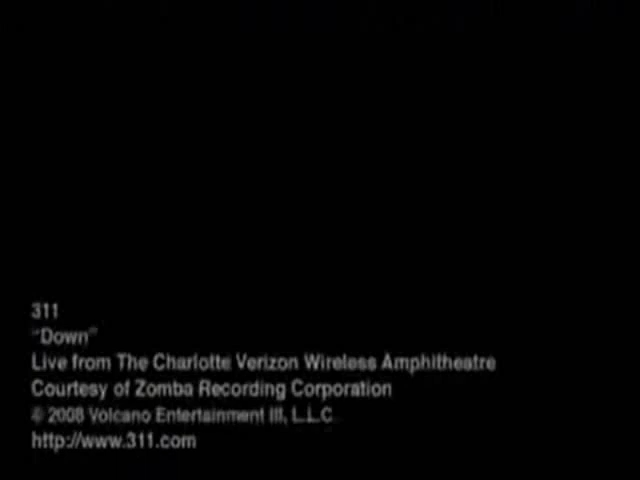 311
"Down"
Live from The Charlotte Verizon Wireless Amphitheatre
Courtesy of Zomba Recording Corporation
© 2008 Volcano Entertainment III, L.L.C
http://www.311.com